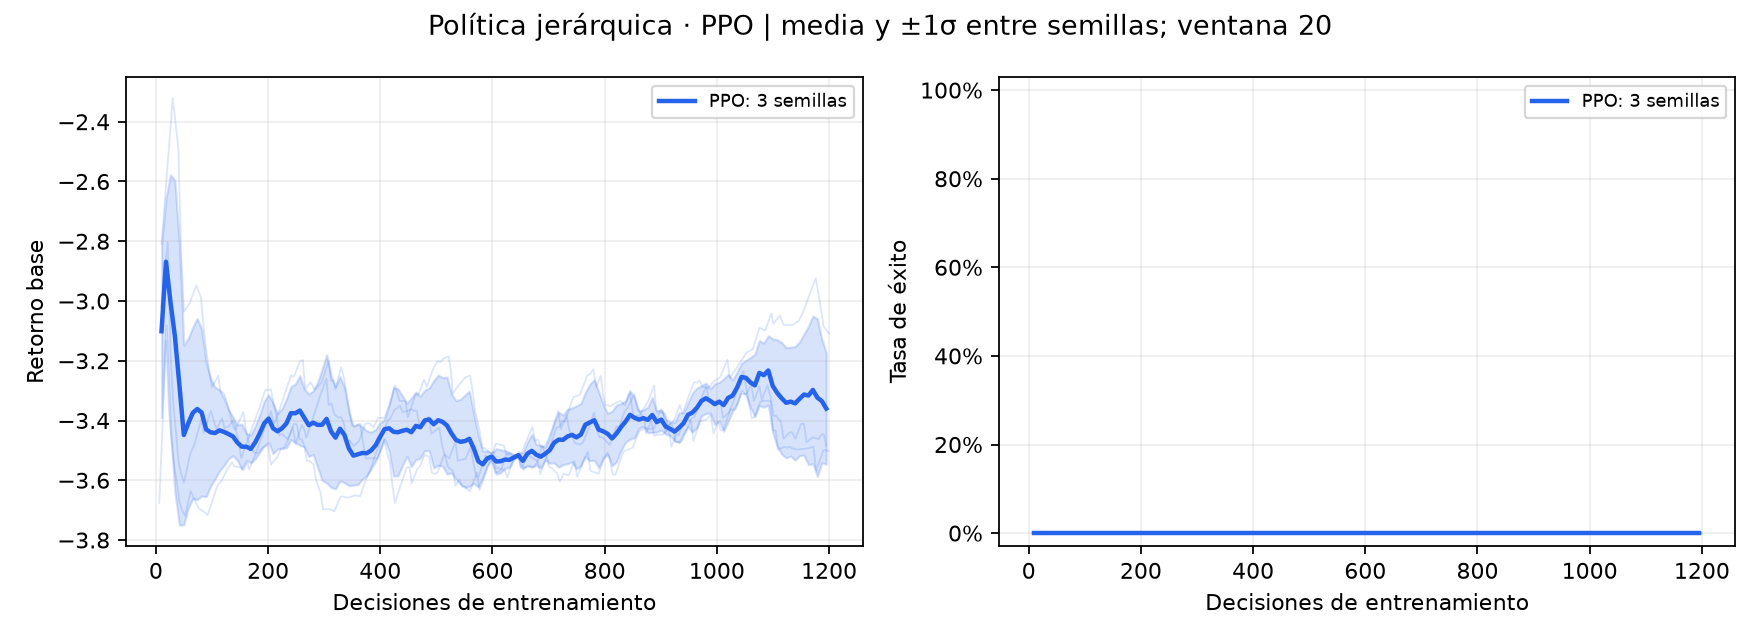 Política jerárquica · PPO | media y ±1σ entre semillas; ventana 20
PPO: 3 semillas
Retorno base
−2.4
−2.6
−2.8
−3.0
−3.2
−3.4
−3.6
−3.8
0 200 400 600 800 1000 1200
Decisiones de entrenamiento
PPO: 3 semillas
Tasa de éxito
100%
80%
60%
40%
20%
0%
0 200 400 600 800 1000 1200
Decisiones de entrenamiento